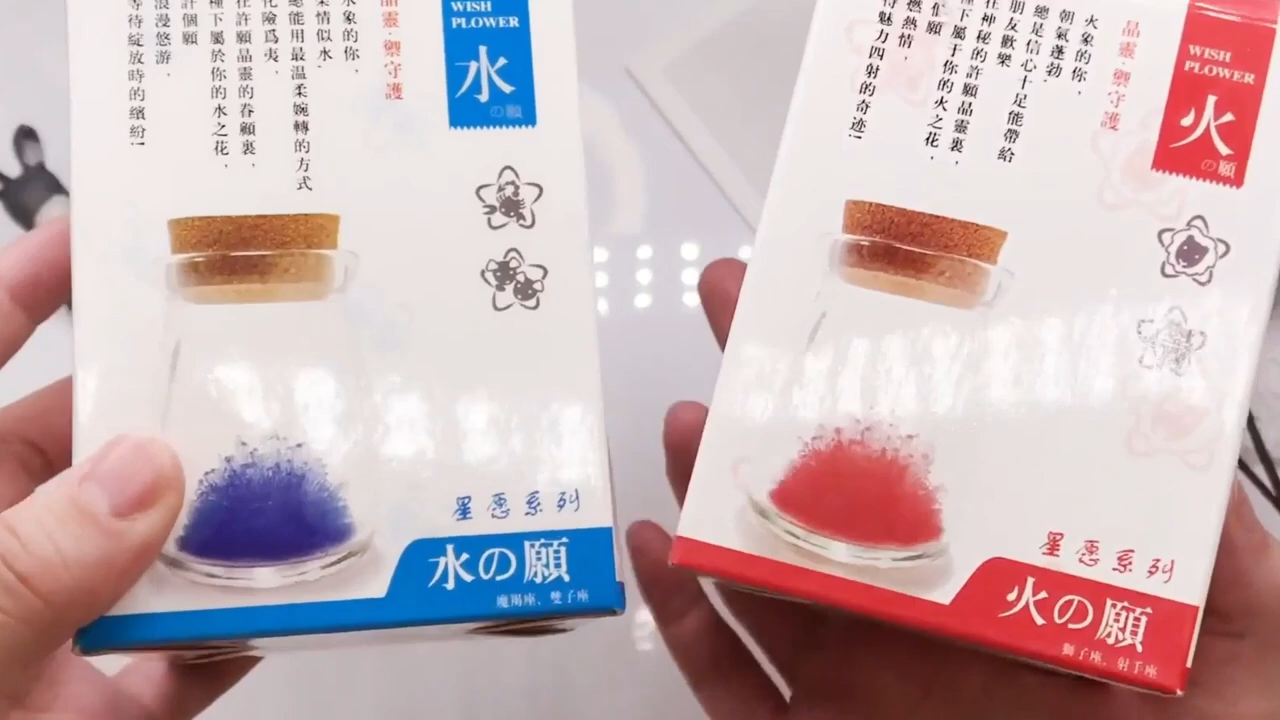 WISH
PLOWER
水
の願
晶靈·禦守護
水象的你，
柔情似水，
總能用最温柔婉轉的方式
化險爲夷，
在許願晶靈的眷顧裏，
種下屬於你的水之花，
許個願
浪漫悠游，
等待綻放時的繽紛!
星愿系列
水の願
魔羯座、雙子座
WISH
PLOWER
火
の願
晶靈·禦守護
火象的你，
朝氣蓬勃，
總是信心十足能帶給
朋友歡樂
在神秘的許願晶靈裏，
種下屬于你的火之花，
個願
燃熱情，
待魅力四射的奇迹!
星愿系列
火の願
獅子座、射手座